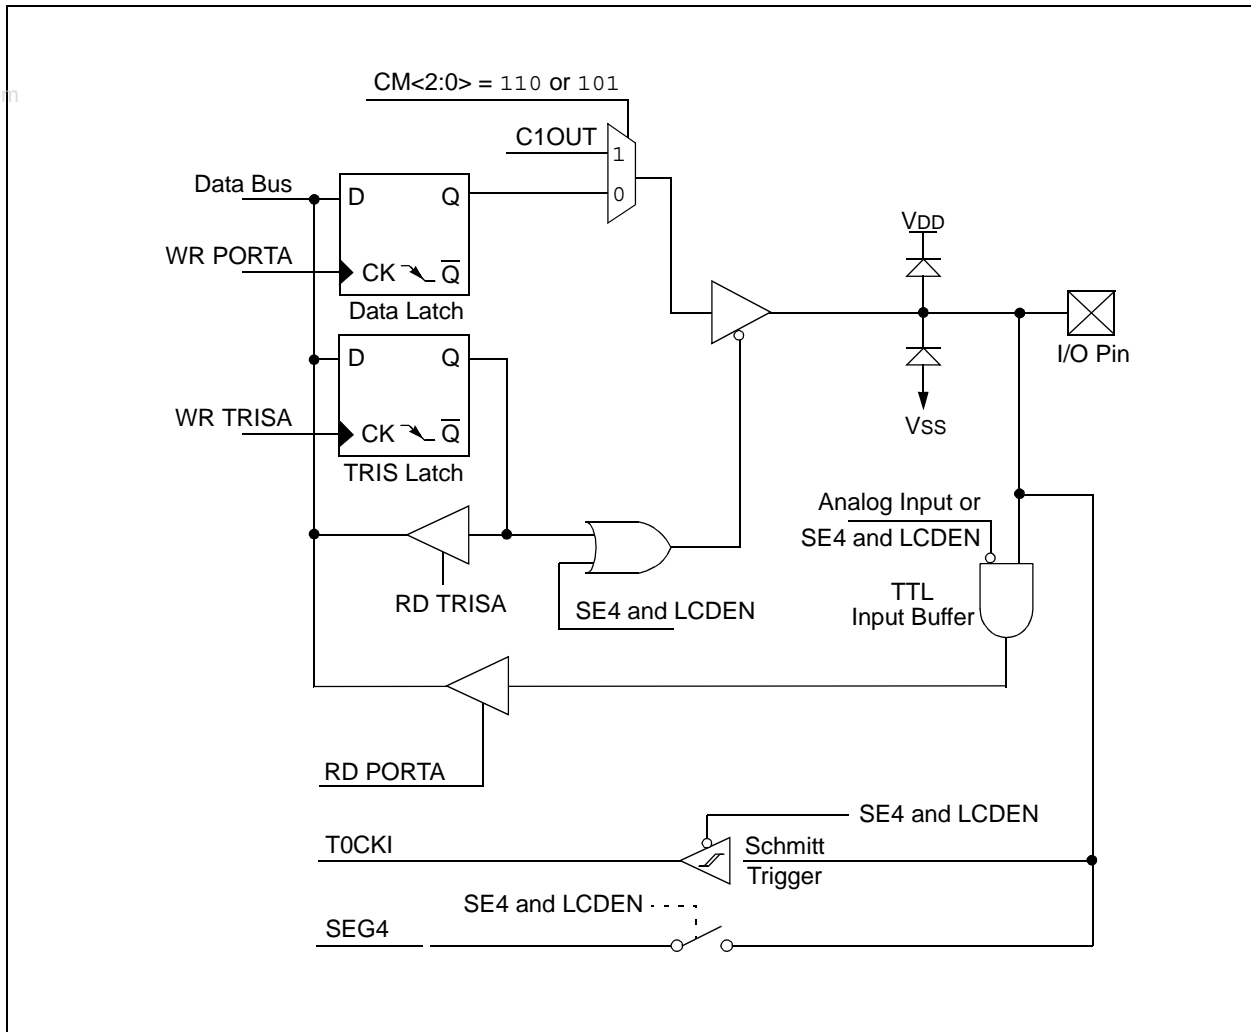 m
CM<2:0> = 110 or 101
C1OUT
1
0
Data Bus
D Q
WR PORTA
CK Q̅
Data Latch
D Q
WR TRISA
CK Q̅
TRIS Latch
VDD
I/O Pin
VSS
Analog Input or
SE4 and LCDEN
TTL
Input Buffer
RD TRISA
SE4 and LCDEN
RD PORTA
SE4 and LCDEN
T0CKI
Schmitt
Trigger
SE4 and LCDEN
SEG4